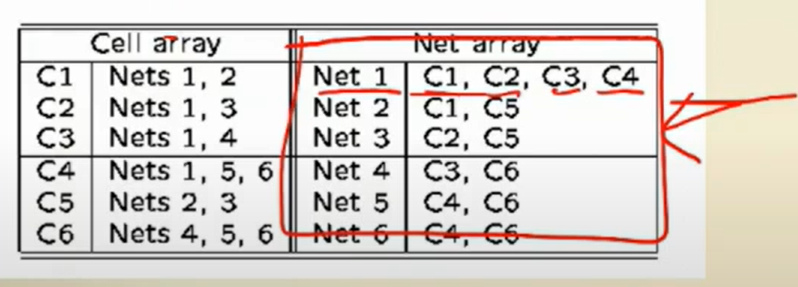 Cell array Net array
C1 Nets 1, 2 Net 1 C1, C2, C3, C4
C2 Nets 1, 3 Net 2 C1, C5
C3 Nets 1, 4 Net 3 C2, C5
C4 Nets 1, 5, 6 Net 4 C3, C6
C5 Nets 2, 3 Net 5 C4, C6
C6 Nets 4, 5, 6 Net 6 C4, C6